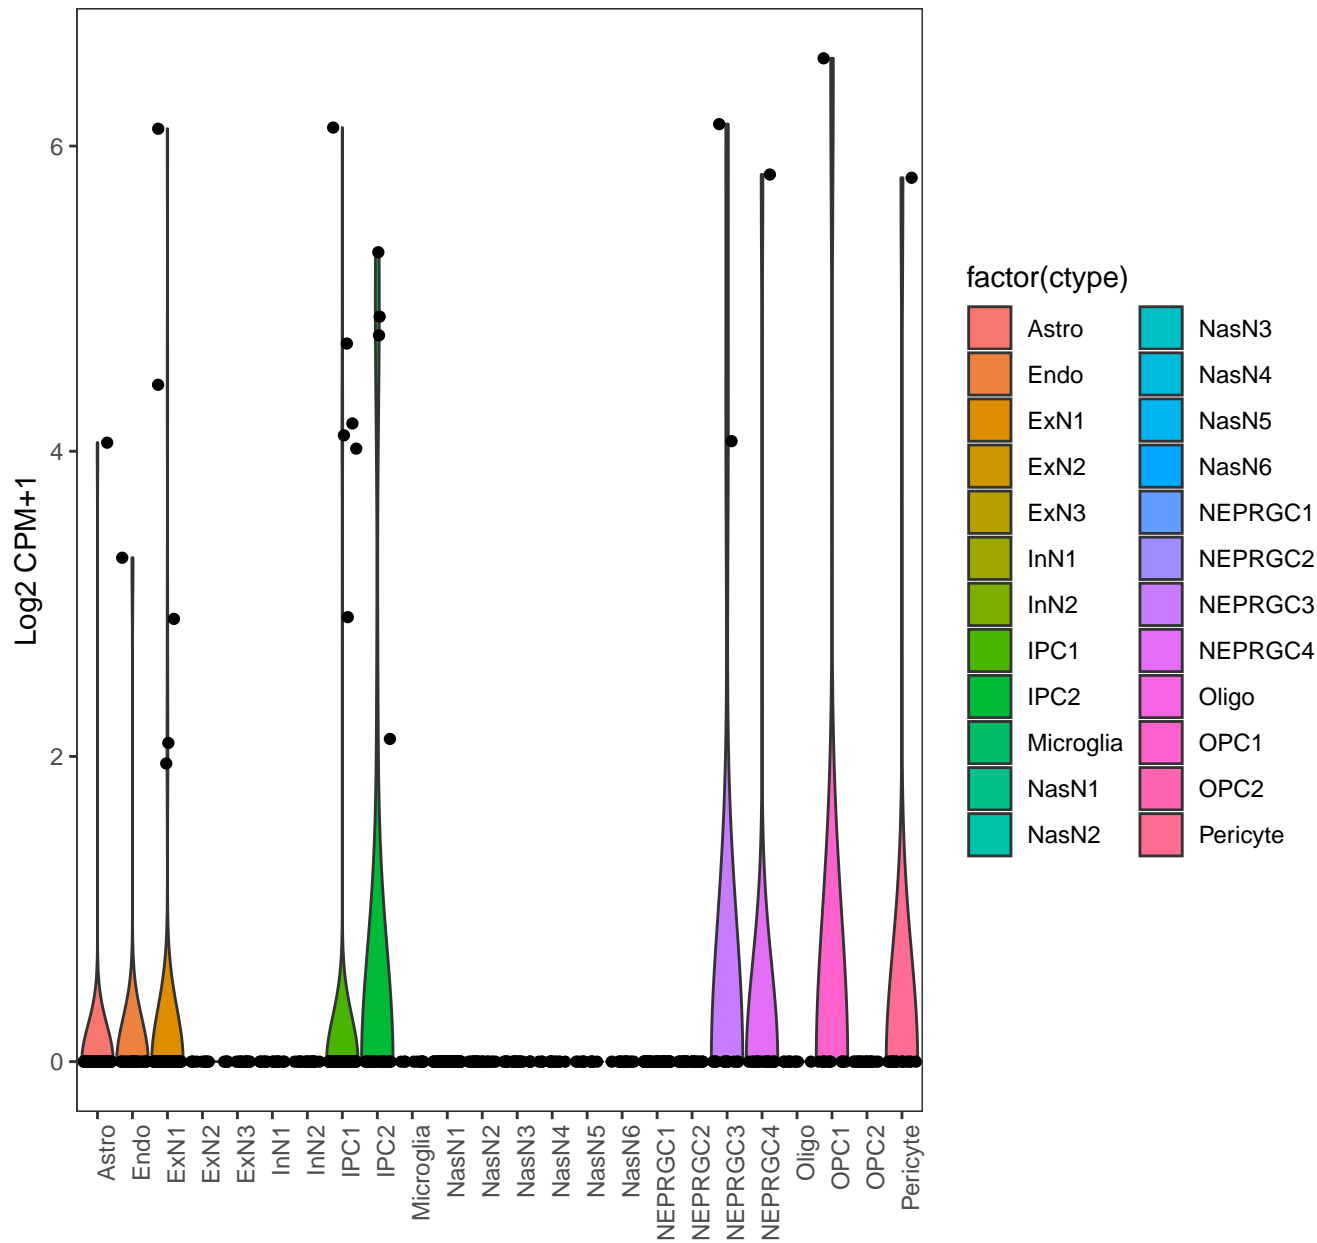 Log2 CPM+1
6
4
2
0
Astro
Endo
ExN1
ExN2
ExN3
InN1
InN2
IPC1
IPC2
Microglia
NasN1
NasN2
NasN3
NasN4
NasN5
NasN6
NEPRGC1
NEPRGC2
NEPRGC3
NEPRGC4
Oligo
OPC1
OPC2
Pericyte
factor(ctype)
Astro
Endo
ExN1
ExN2
ExN3
InN1
InN2
IPC1
IPC2
Microglia
NasN1
NasN2
NasN3
NasN4
NasN5
NasN6
NEPRGC1
NEPRGC2
NEPRGC3
NEPRGC4
Oligo
OPC1
OPC2
Pericyte